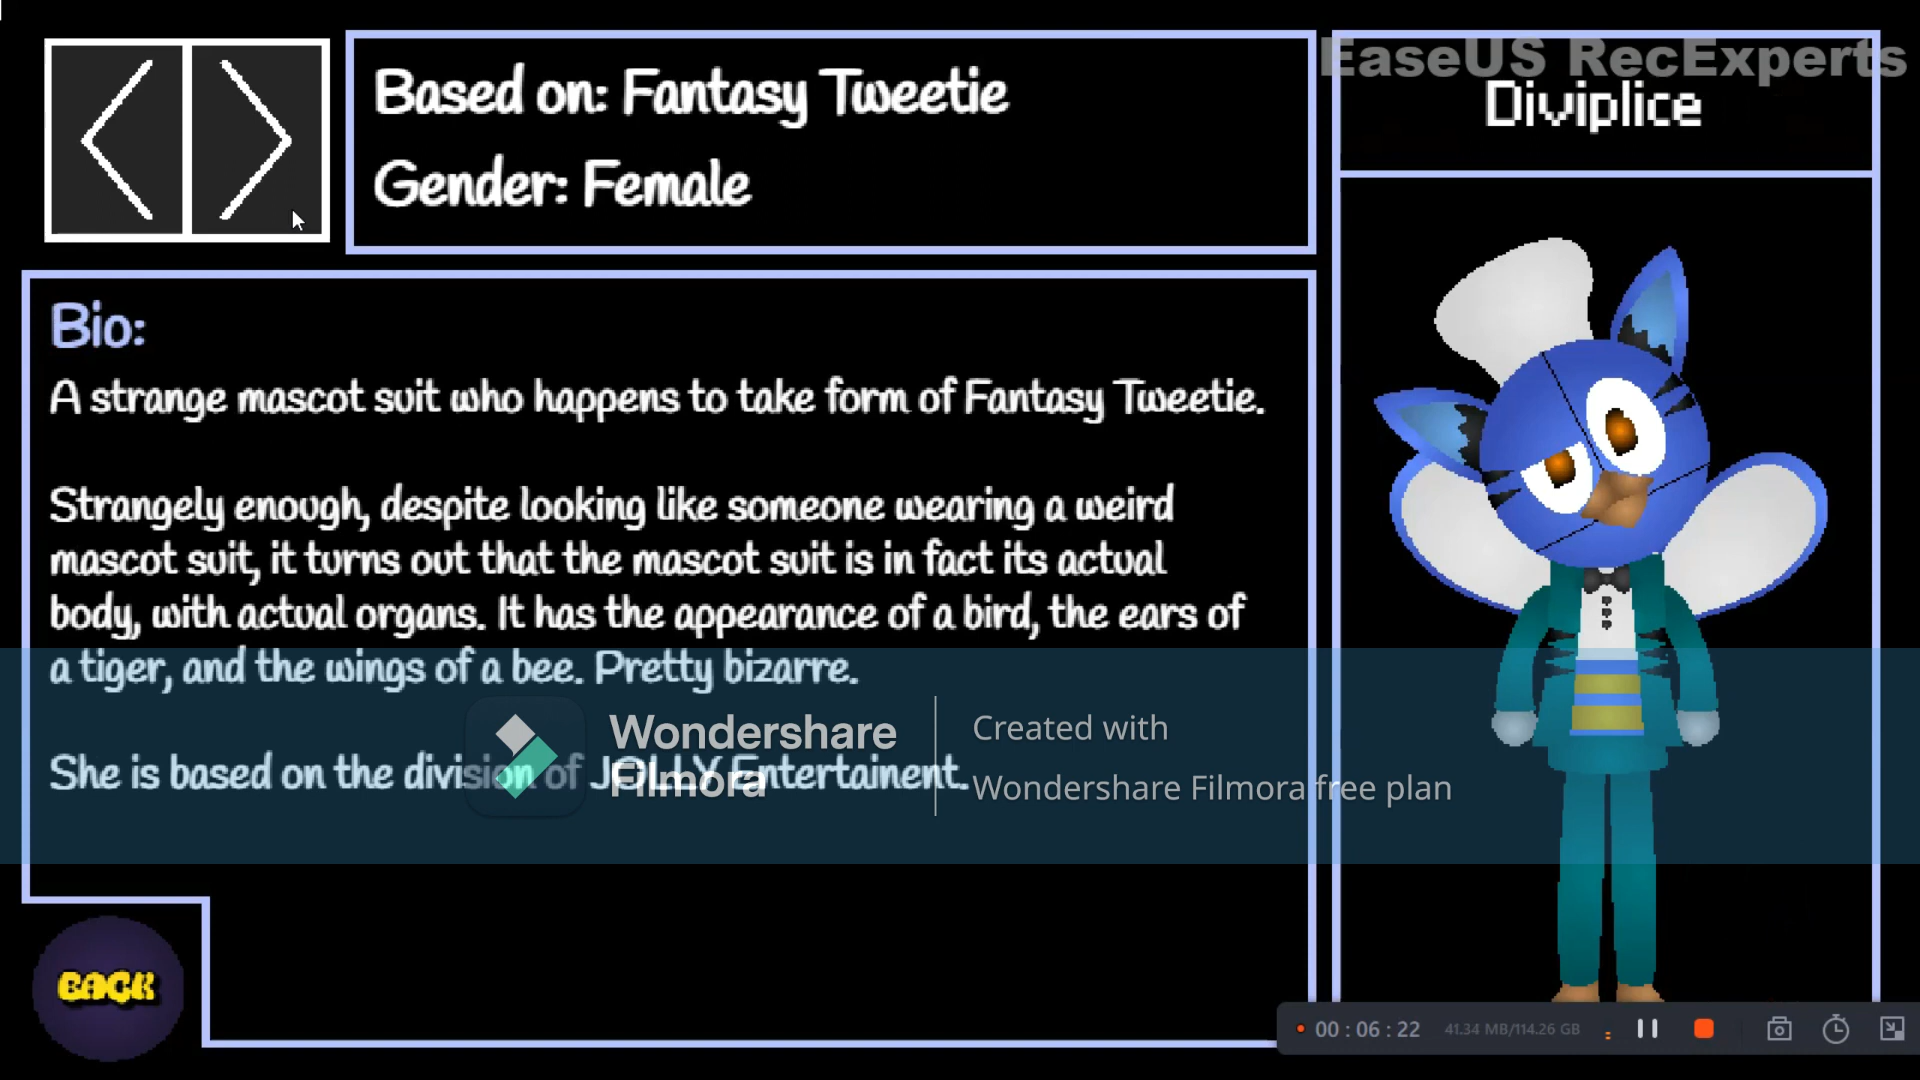 EaseUS RecExperts
Based on: Fantasy Tweetie
Gender: Female
Diviplice
Bio:
A strange mascot suit who happens to take form of Fantasy Tweetie.
Strangely enough, despite looking like someone wearing a weird
mascot suit, it turns out that the mascot suit is in fact its actual
body, with actual organs. It has the appearance of a bird, the ears of
a tiger, and the wings of a bee. Pretty bizarre.
She is based on the division of JOLLY Entertainent.
Wondershare
Filmora
Created with
Wondershare Filmora free plan
BACK
00 : 06 : 22
41.34 MB/114.26 GB